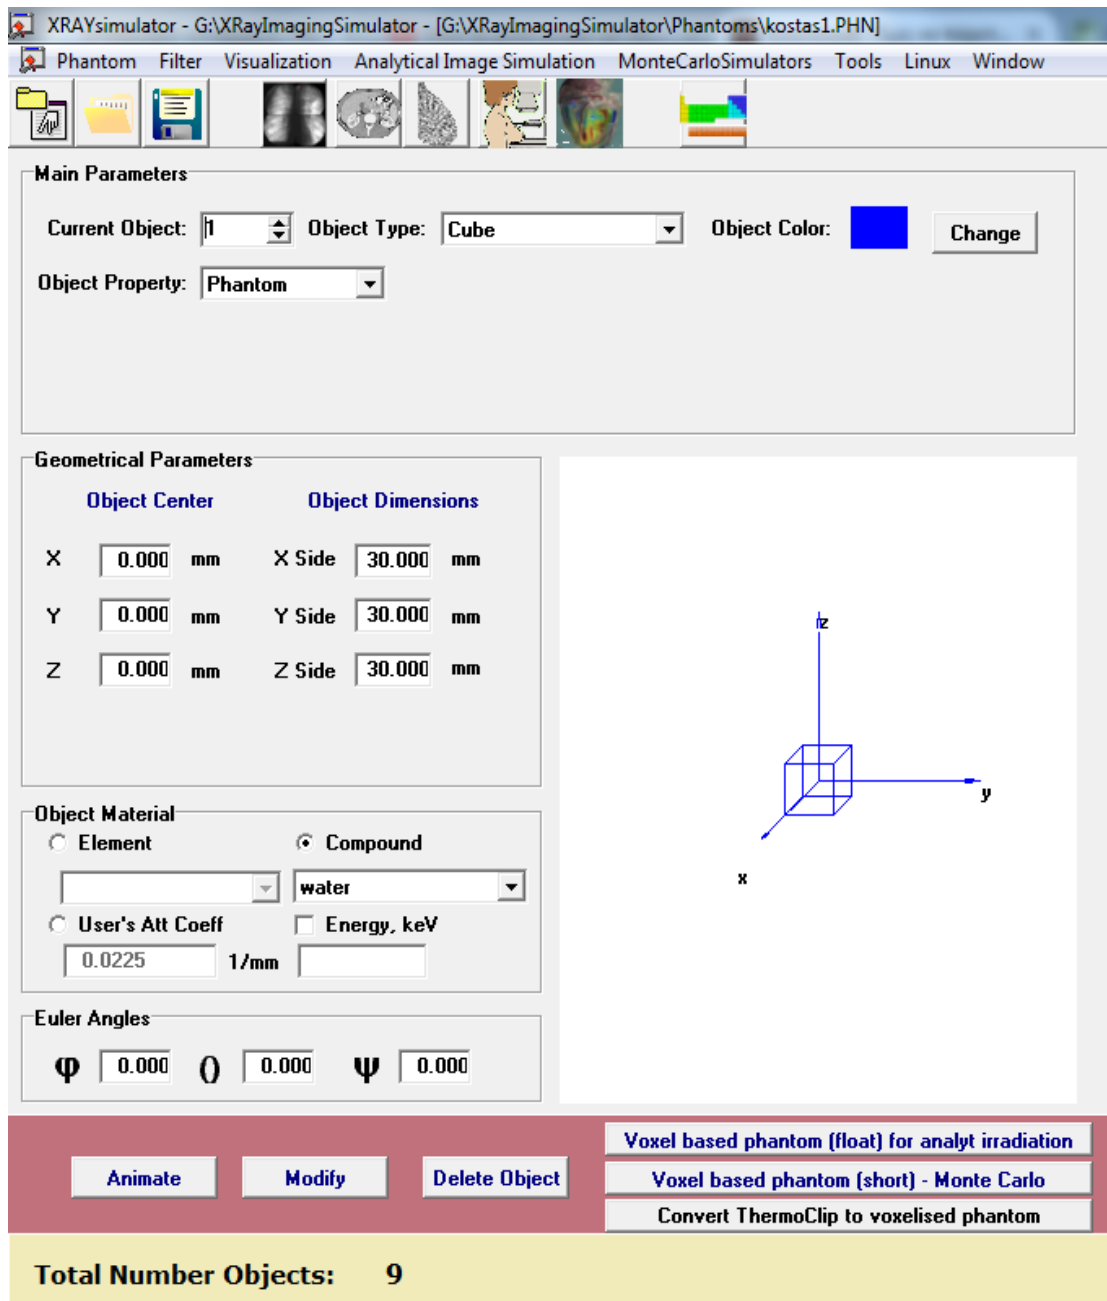 XRAYsimulator - G:\XRayImagingSimulator - [G:\XRayImagingSimulator\Phantoms\kostas1.PHN]
Phantom Filter Visualization Analytical Image Simulation MonteCarloSimulators Tools Linux Window
Main Parameters
Current Object: 1 Object Type: Cube Object Color: Change
Object Property: Phantom
Geometrical Parameters
Object Center Object Dimensions
X 0.000 mm X Side 30.000 mm
Y 0.000 mm Y Side 30.000 mm
Z 0.000 mm Z Side 30.000 mm
z
y
x
Object Material
Element Compound
water
User's Att Coeff Energy, keV
0.0225 1/mm
Euler Angles
φ 0.000 () 0.000 ψ 0.000
Voxel based phantom (float) for analyt irradiation
Animate Modify Delete Object Voxel based phantom (short) - Monte Carlo
Convert ThermoClip to voxelised phantom
Total Number Objects: 9